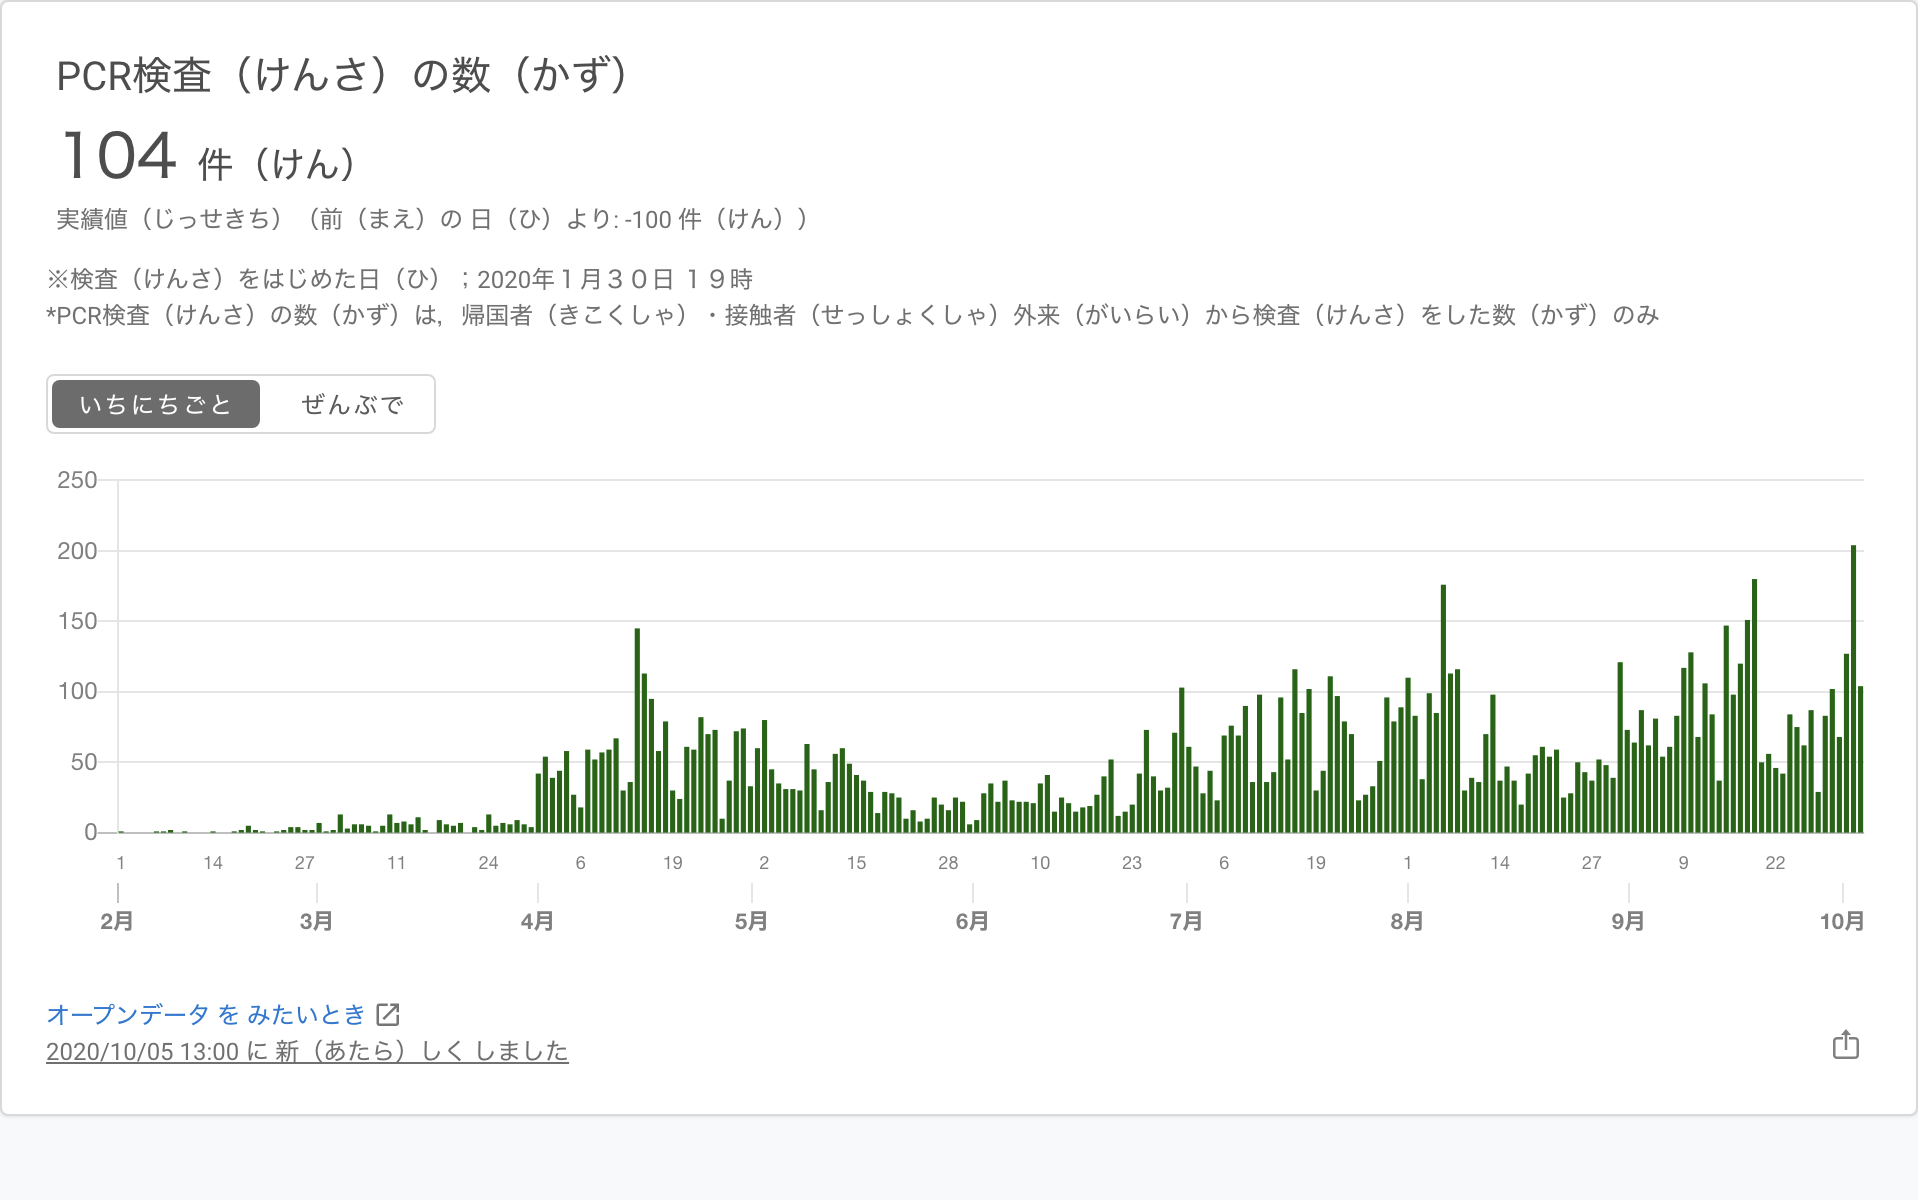 PCR検査（けんさ）の数（かず）
104 件（けん）
実績値（じっせきち）（前（まえ）の 日（ひ）より: -100 件（けん））
※検査（けんさ）をはじめた日（ひ）；2020年１月３０日 １９時
*PCR検査（けんさ）の数（かず）は，帰国者（きこくしゃ）・接触者（せっしょくしゃ）外来（がいらい）から検査（けんさ）をした数（かず）のみ
いちにちごと ぜんぶで
250
200
150
100
50
0
1 14 27 11 24 6 19 2 15 28 10 23 6 19 1 14 27 9 22
2月 3月 4月 5月 6月 7月 8月 9月 10月
オープンデータ を みたいとき
2020/10/05 13:00 に 新（あたら）しく しました